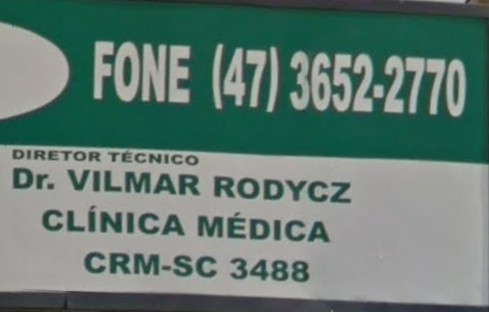 FONE (47) 3652-2770
DIRETOR TÉCNICO
Dr. VILMAR RODYCZ
CLÍNICA MÉDICA
CRM-SC 3488